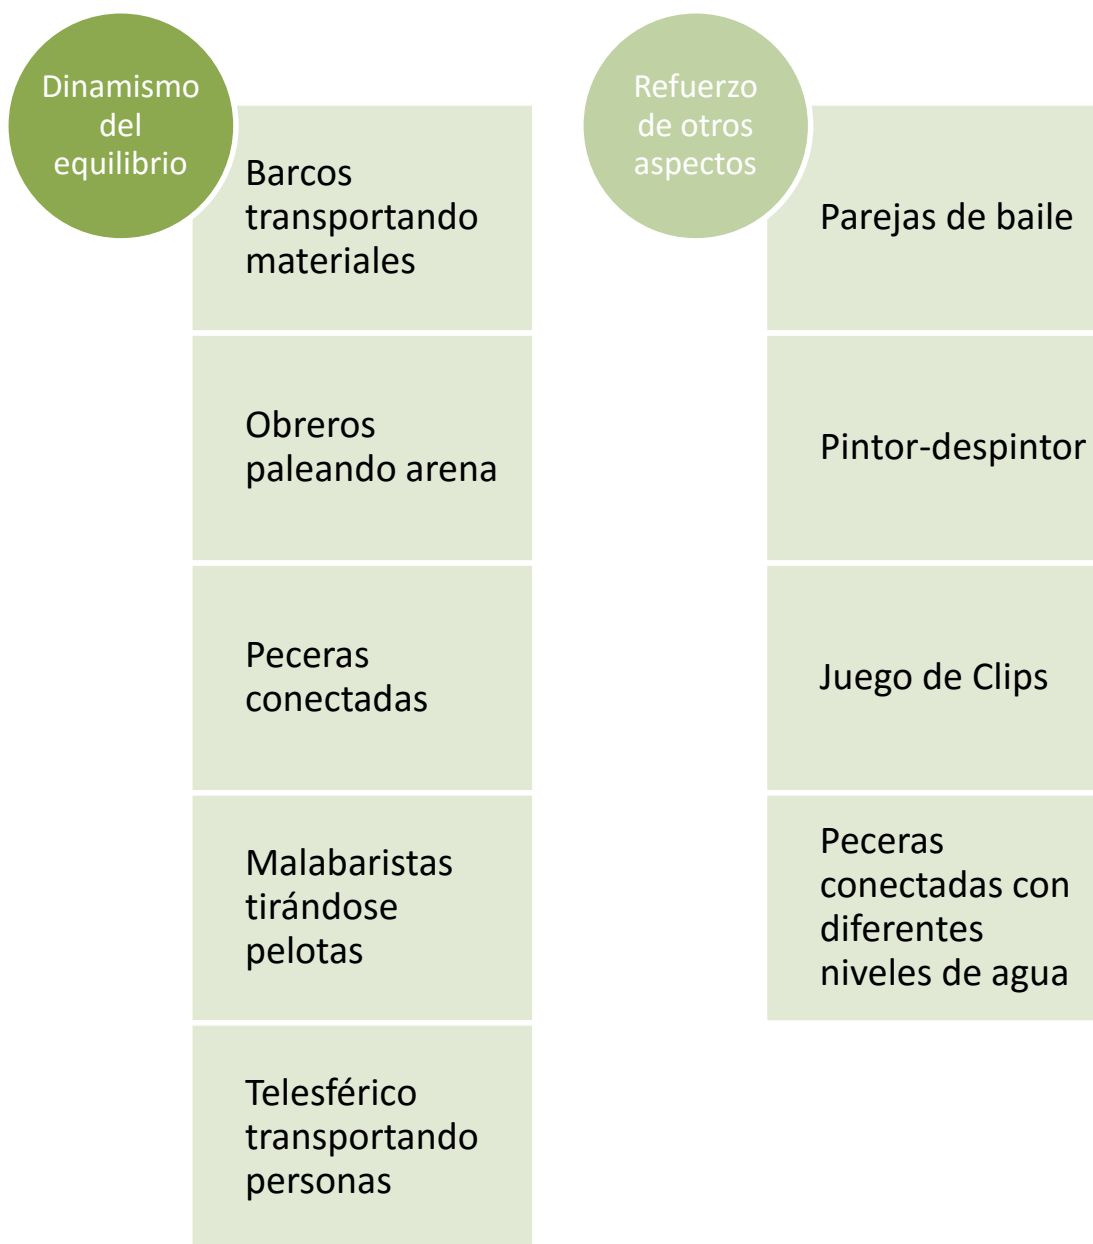 Dinamismo
del
equilibrio
Barcos
transportando
materiales
Obreros
paleando arena
Peceras
conectadas
Malabaristas
tirándose
pelotas
Telesférico
transportando
personas
Refuerzo
de otros
aspectos
Parejas de baile
Pintor-despintor
Juego de Clips
Peceras
conectadas con
diferentes
niveles de agua